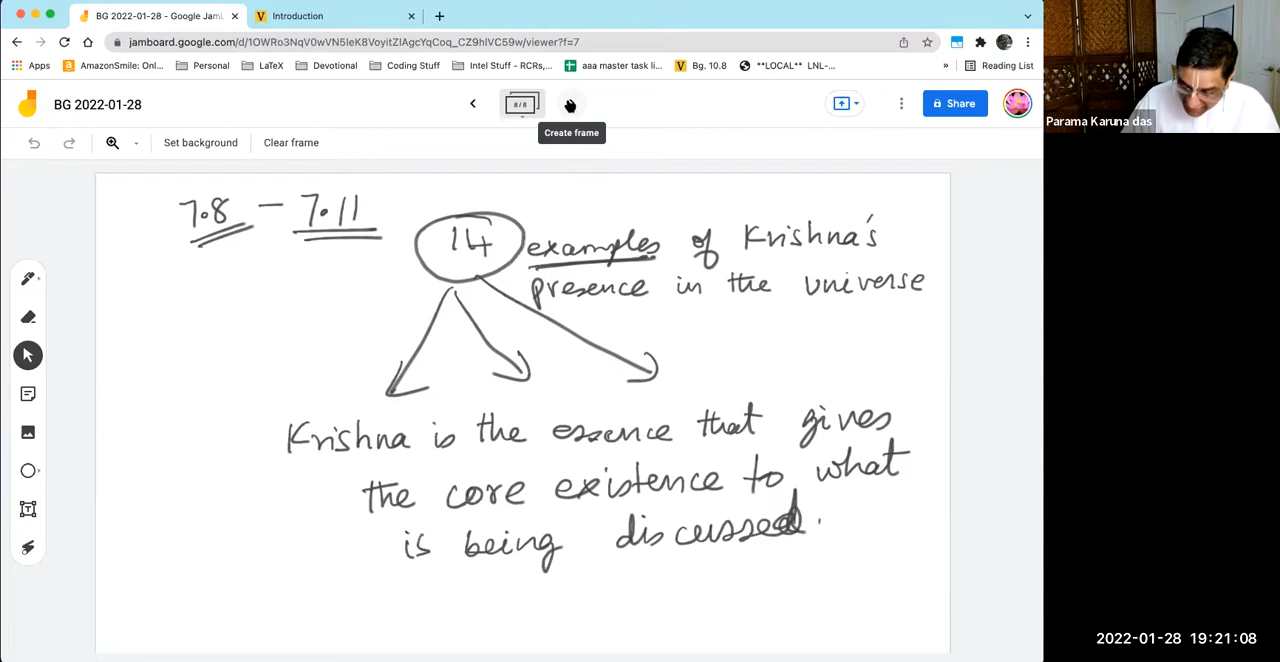 BG 2022-01-28 - Google Jam
Introduction
jamboard.google.com/d/1OWRo3NqV0wVN5IeK8VoyitZIAgcYqCoq_CZ9hIVC59w/viewer?f=7
Apps AmazonSmile: Onl... Personal LaTeX Devotional Coding Stuff Intel Stuff - RCRS,... aaa master task li... Bg. 10.8 **LOCAL** LNL-... » Reading List
BG 2022-01-28
8 / 8
Share
Create frame
Set background Clear frame
Parama Karuna das
7.8 - 7.11
14 examples of Krishna's
presence in the universe
Krishna is the essence that gives
the core existence to what
is being discussed.
2022-01-28 19:21:08